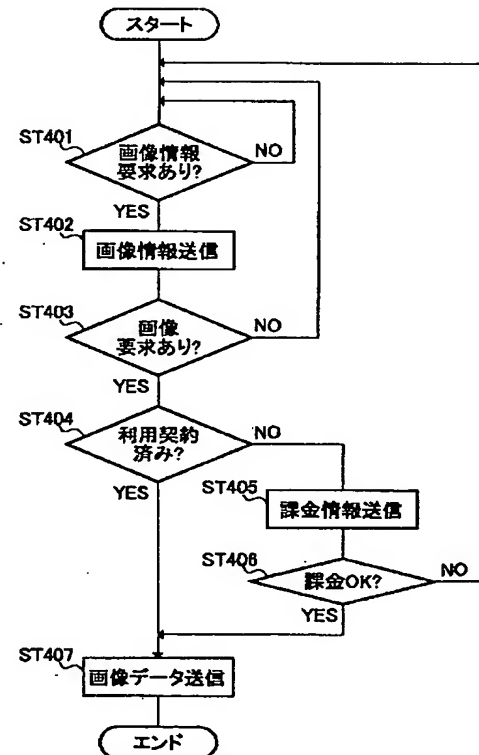 スタート
ST401
画像情報
要求あり?
NO
YES
ST402
画像情報送信
ST403
画像
要求あり?
NO
YES
ST404
利用契約
済み?
NO
YES
ST405
課金情報送信
ST406
課金OK?
NO
YES
ST407
画像データ送信
エンド